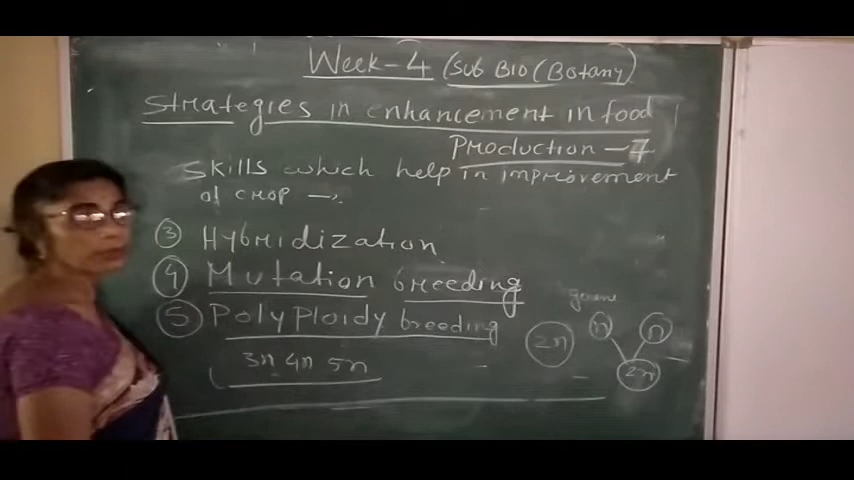 Week-4 (Sub BIO (Botany)
Strategies in enhancement in food
Production - 7
Skills which help in improvement
of crop →
③ Hybridization
④ Mutation breeding
⑤ Polyploidy breeding
3n 4n 5n
2n
n n
2n